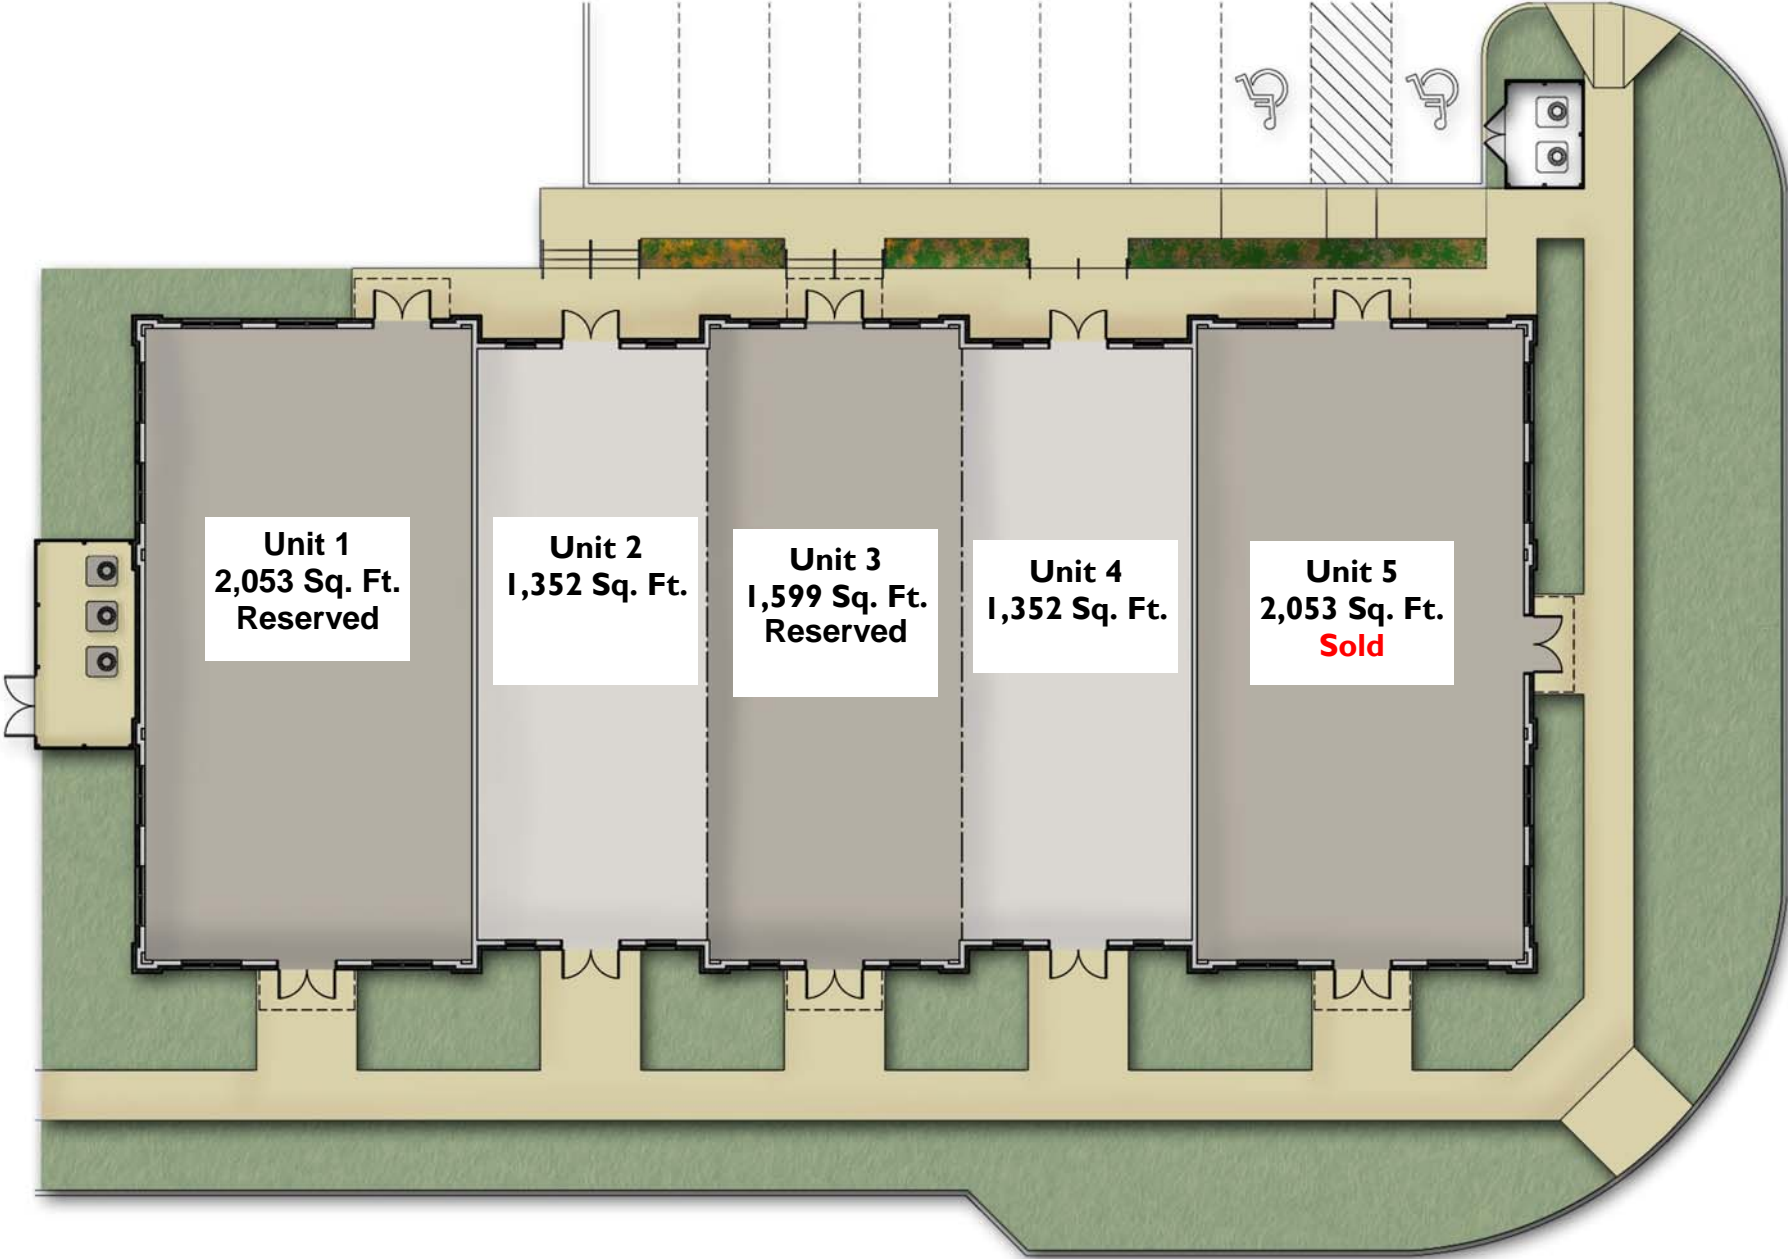 Unit 1
2,053 Sq. Ft.
Reserved
Unit 2
1,352 Sq. Ft.
Unit 3
1,599 Sq. Ft.
Reserved
Unit 4
1,352 Sq. Ft.
Unit 5
2,053 Sq. Ft.
Sold